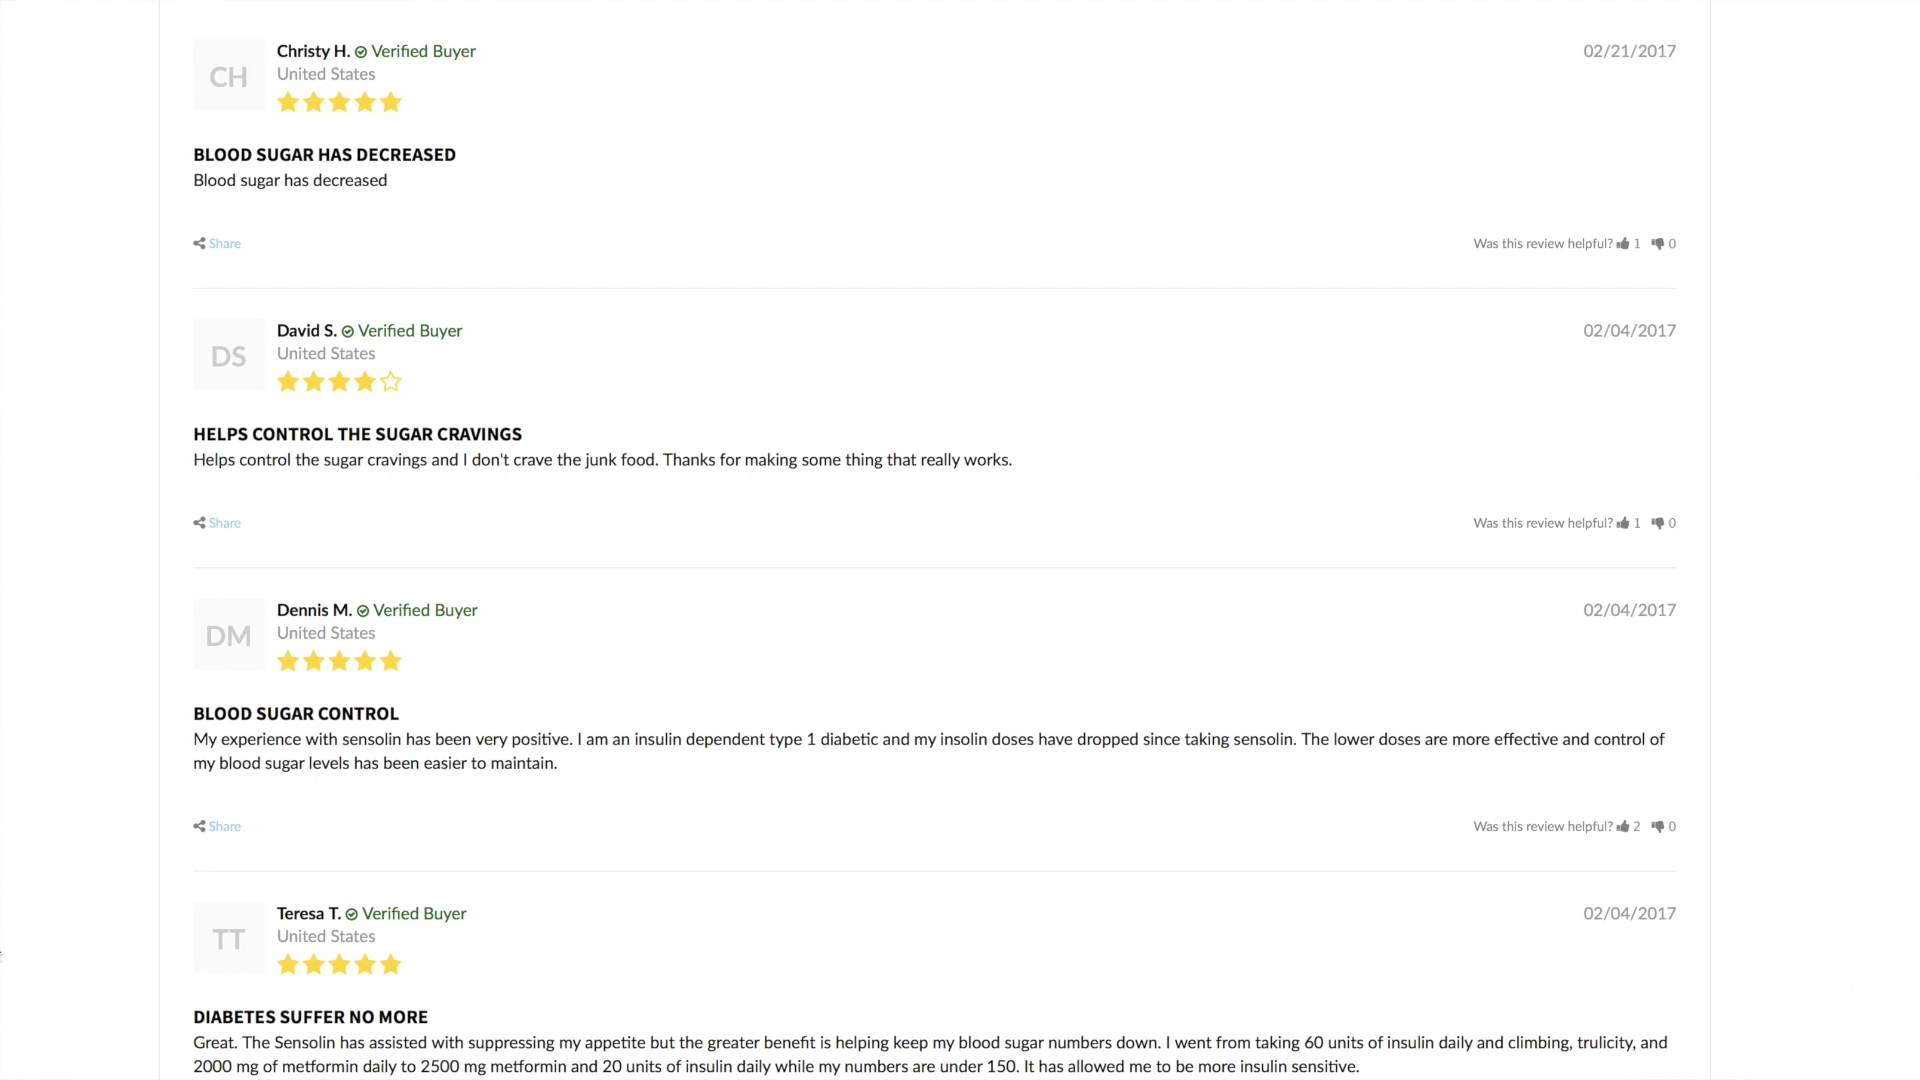 CH
Christy H. Verified Buyer
02/21/2017
United States
BLOOD SUGAR HAS DECREASED
Blood sugar has decreased
Share
Was this review helpful? 1 0
DS
David S. Verified Buyer
02/04/2017
United States
HELPS CONTROL THE SUGAR CRAVINGS
Helps control the sugar cravings and I don't crave the junk food. Thanks for making some thing that really works.
Share
Was this review helpful? 1 0
DM
Dennis M. Verified Buyer
02/04/2017
United States
BLOOD SUGAR CONTROL
My experience with sensolin has been very positive. I am an insulin dependent type 1 diabetic and my insolin doses have dropped since taking sensolin. The lower doses are more effective and control of
my blood sugar levels has been easier to maintain.
Share
Was this review helpful? 2 0
TT
Teresa T. Verified Buyer
02/04/2017
United States
DIABETES SUFFER NO MORE
Great. The Sensolin has assisted with suppressing my appetite but the greater benefit is helping keep my blood sugar numbers down. I went from taking 60 units of insulin daily and climbing, trulicity, and
2000 mg of metformin daily to 2500 mg metformin and 20 units of insulin daily while my numbers are under 150. It has allowed me to be more insulin sensitive.